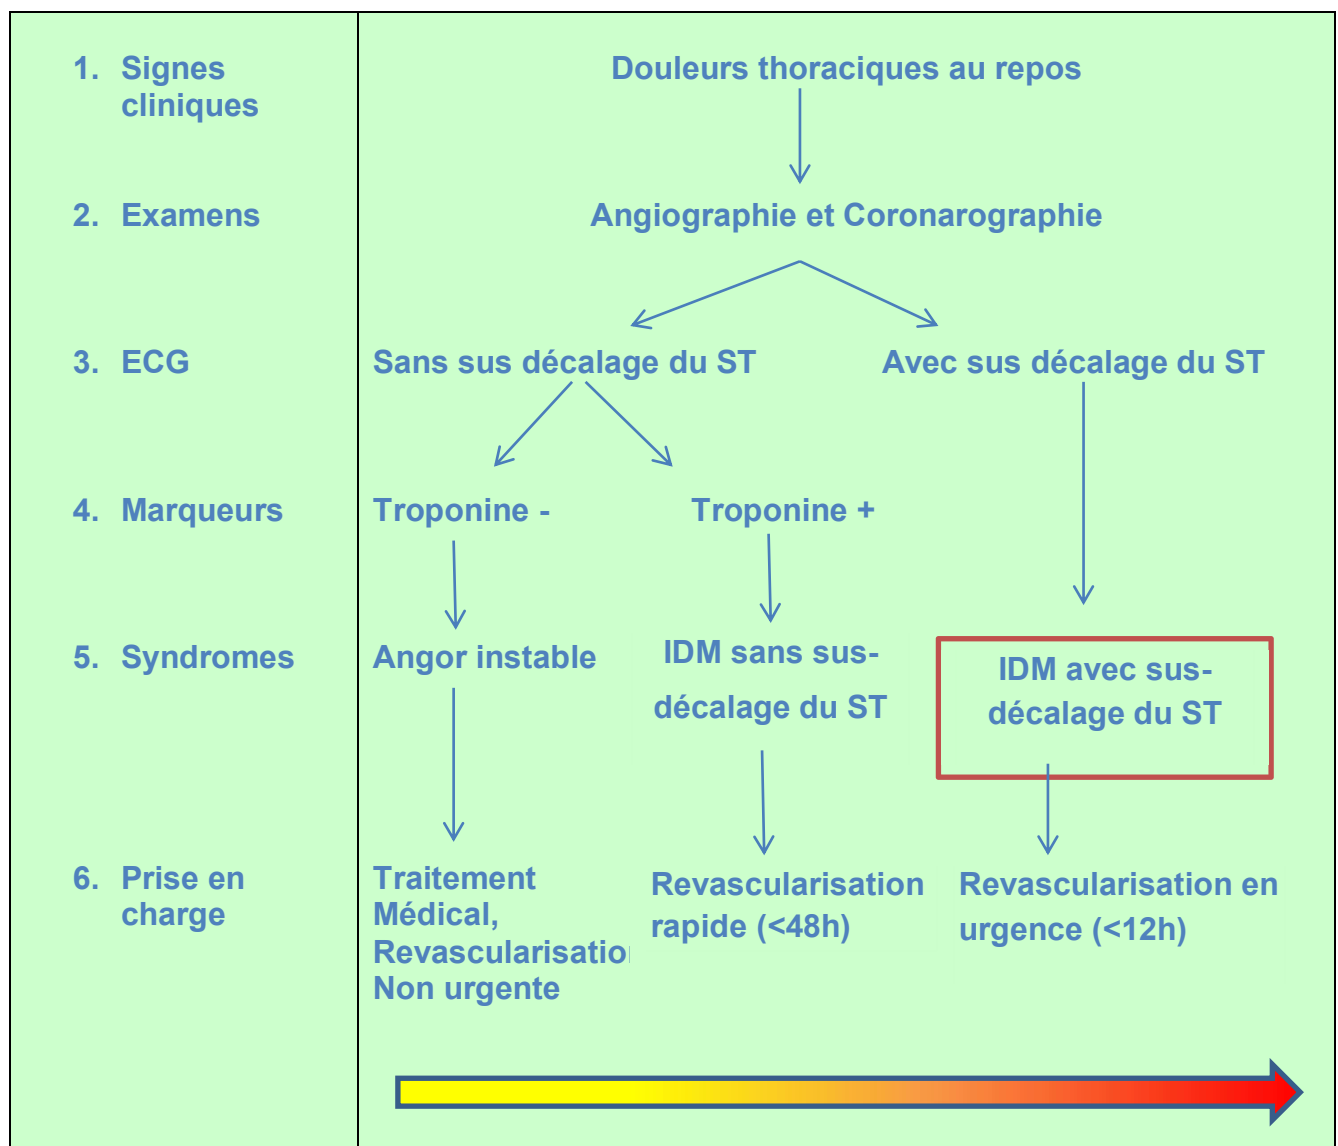 1. Signes
cliniques
Douleurs thoraciques au repos
2. Examens
Angiographie et Coronarographie
3. ECG
Sans sus décalage du ST
Avec sus décalage du ST
4. Marqueurs
Troponine -
Troponine +
5. Syndromes
Angor instable
IDM sans sus-
décalage du ST
IDM avec sus-
décalage du ST
6. Prise en
charge
Traitement
Médical,
Revascularisation
Non urgente
Revascularisation
rapide (<48h)
Revascularisation en
urgence (<12h)